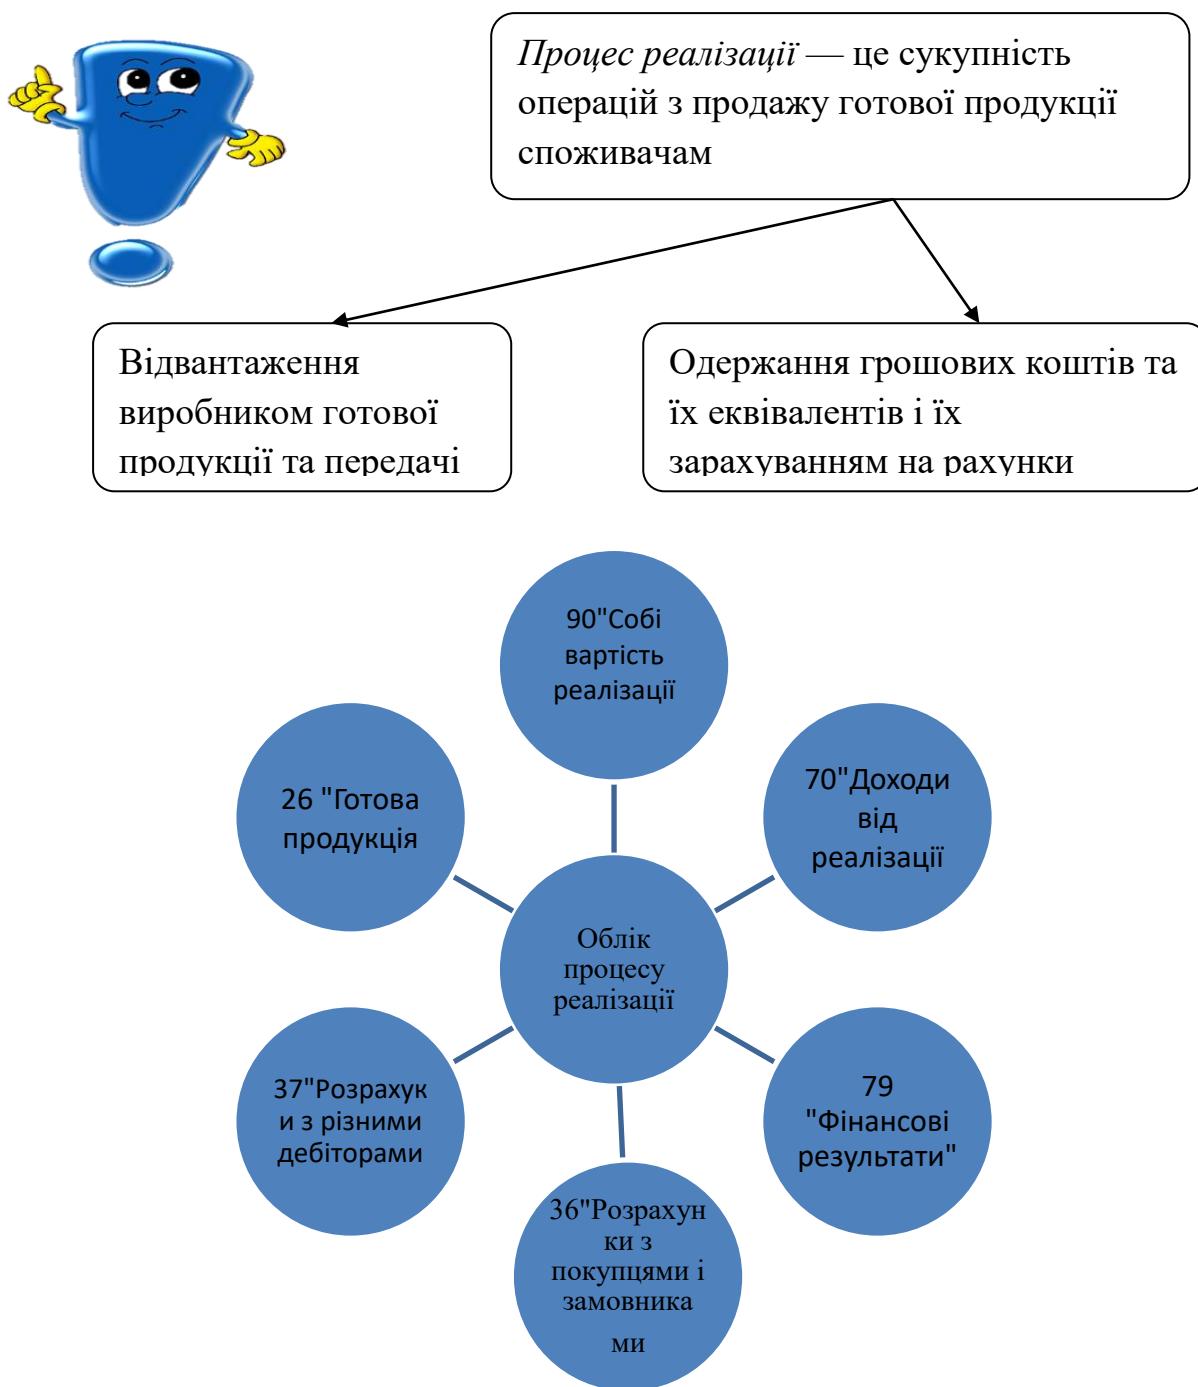 Процес реалізації — це сукупність
операцій з продажу готової продукції
споживачам
Відвантаження
виробником готової
продукції та передачі
Одержання грошових коштів та
їх еквівалентів і їх
зарахуванням на рахунки
90"Собі
вартість
реалізації
26 "Готова
продукція
70"Доходи
від
реалізації
Облік
процесу
реалізації
37"Розрахук
и з різними
дебіторами
79
"Фінансові
результати"
36"Розрахун
ки з
покупцями і
замовника
ми